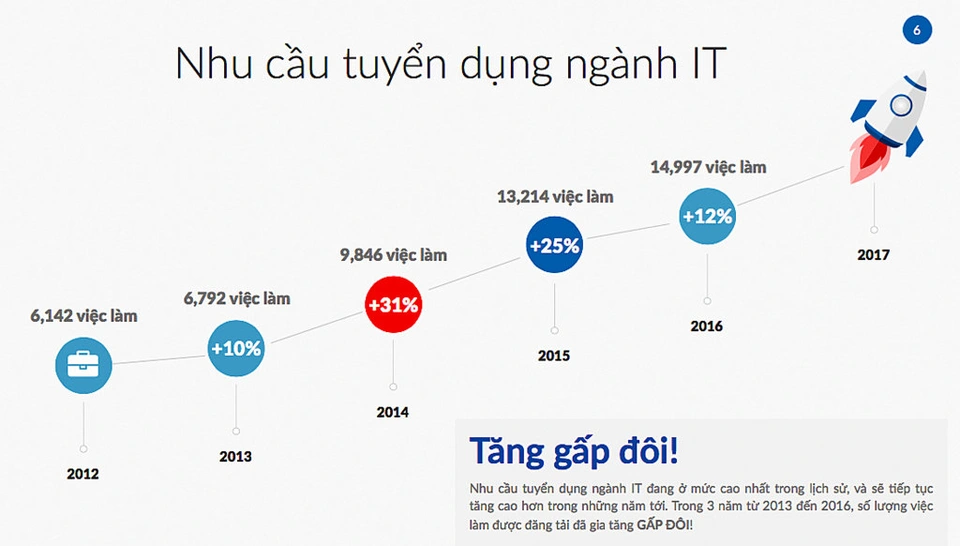 6
Nhu cầu tuyển dụng ngành IT
14,997 việc làm
13,214 việc làm
+12%
+25%
9,846 việc làm
2017
6,792 việc làm
+31%
6,142 việc làm
2016
+10%
2015
2014
2013
2012
Tăng gấp đôi!
Nhu cầu tuyển dụng ngành IT đang ở mức cao nhất trong lịch sử, và sẽ tiếp tục
tăng cao hơn trong những năm tới. Trong 3 năm từ 2013 đến 2016, số lượng việc
làm được đăng tải đã gia tăng GẤP ĐÔI!